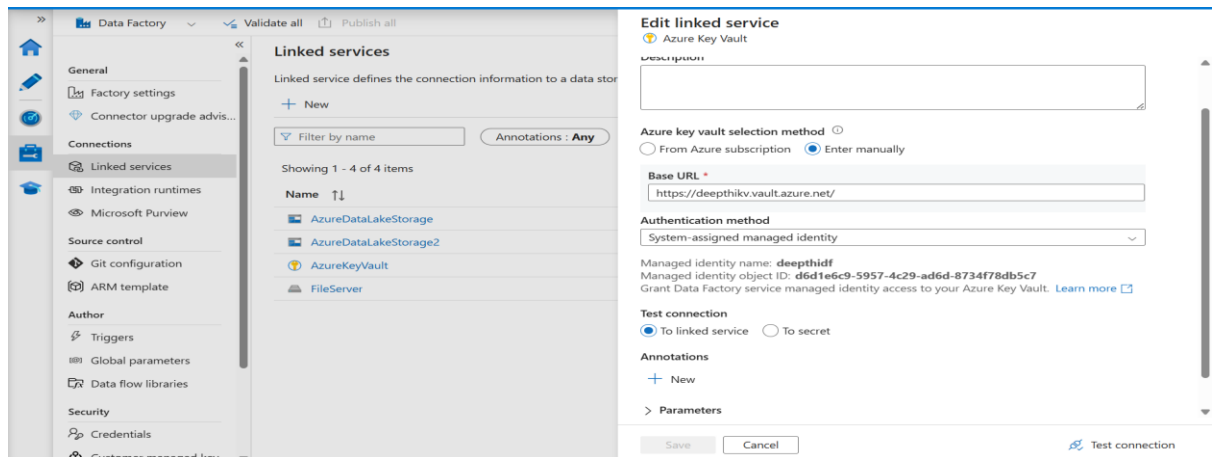 »
Data Factory
Validate all
Publish all
«
General
Factory settings
Connector upgrade advis...
Connections
Linked services
Integration runtimes
Microsoft Purview
Source control
Git configuration
ARM template
Author
Triggers
Global parameters
Data flow libraries
Security
Credentials
Customer managed key
Linked services
Linked service defines the connection information to a data stor
+ New
Filter by name
Annotations : Any
Showing 1 - 4 of 4 items
Name ↑↓
AzureDataLakeStorage
AzureDataLakeStorage2
AzureKeyVault
FileServer
Edit linked service
Azure Key Vault
Description
Azure key vault selection method
From Azure subscription
Enter manually
Base URL *
https://deepthikv.vault.azure.net/
Authentication method
System-assigned managed identity
Managed identity name: deepthidf
Managed identity object ID: d6d1e6c9-5957-4c29-ad6d-8734f78db5c7
Grant Data Factory service managed identity access to your Azure Key Vault. Learn more
Test connection
To linked service
To secret
Annotations
+ New
> Parameters
Save
Cancel
Test connection